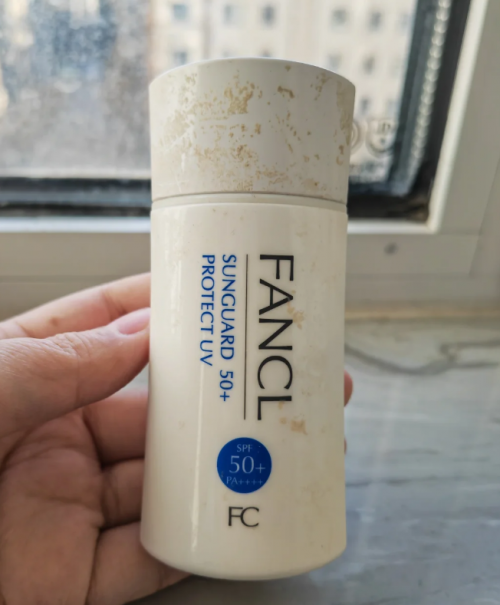 FANCL
SUNGUARD 50+
PROTECT UV
SPF
50+
PA++++
FC